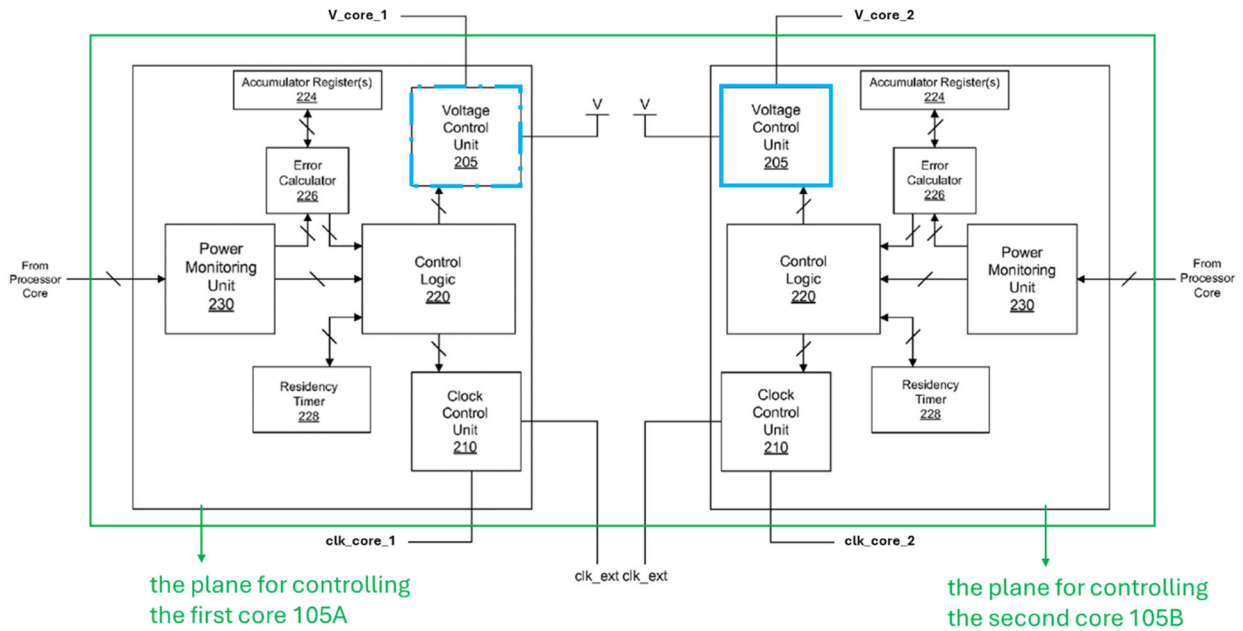 V_core_1
V_core_2
Accumulator Register(s)
224
Voltage
Control
Unit
205
V
V
Voltage
Control
Unit
205
Accumulator Register(s)
224
Error
Calculator
226
Error
Calculator
226
From
Processor
Core
Power
Monitoring
Unit
230
Control
Logic
220
Control
Logic
220
Power
Monitoring
Unit
230
From
Processor
Core
Residency
Timer
228
Clock
Control
Unit
210
Clock
Control
Unit
210
Residency
Timer
228
clk_core_1
clk_core_2
clk_ext
clk_ext
the plane for controlling
the first core 105A
the plane for controlling
the second core 105B